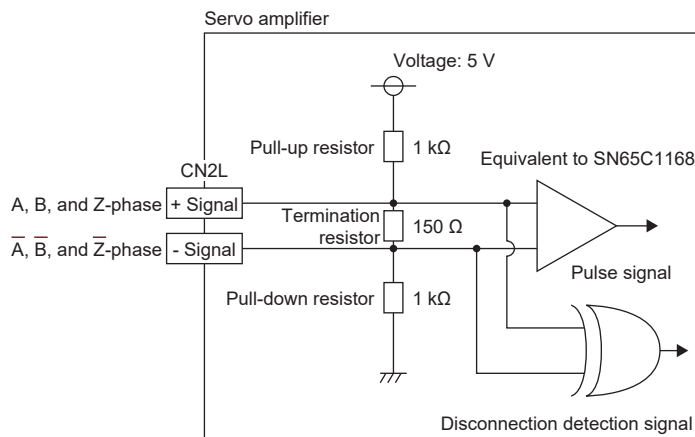 Servo amplifier
Voltage: 5 V
Pull-up resistor
1 kΩ
Equivalent to SN65C1168
CN2L
A, B, and Z-phase
+ Signal
Termination
resistor
150 Ω
A̅, B̅, and Z̅-phase
- Signal
Pulse signal
Pull-down resistor
1 kΩ
Disconnection detection signal